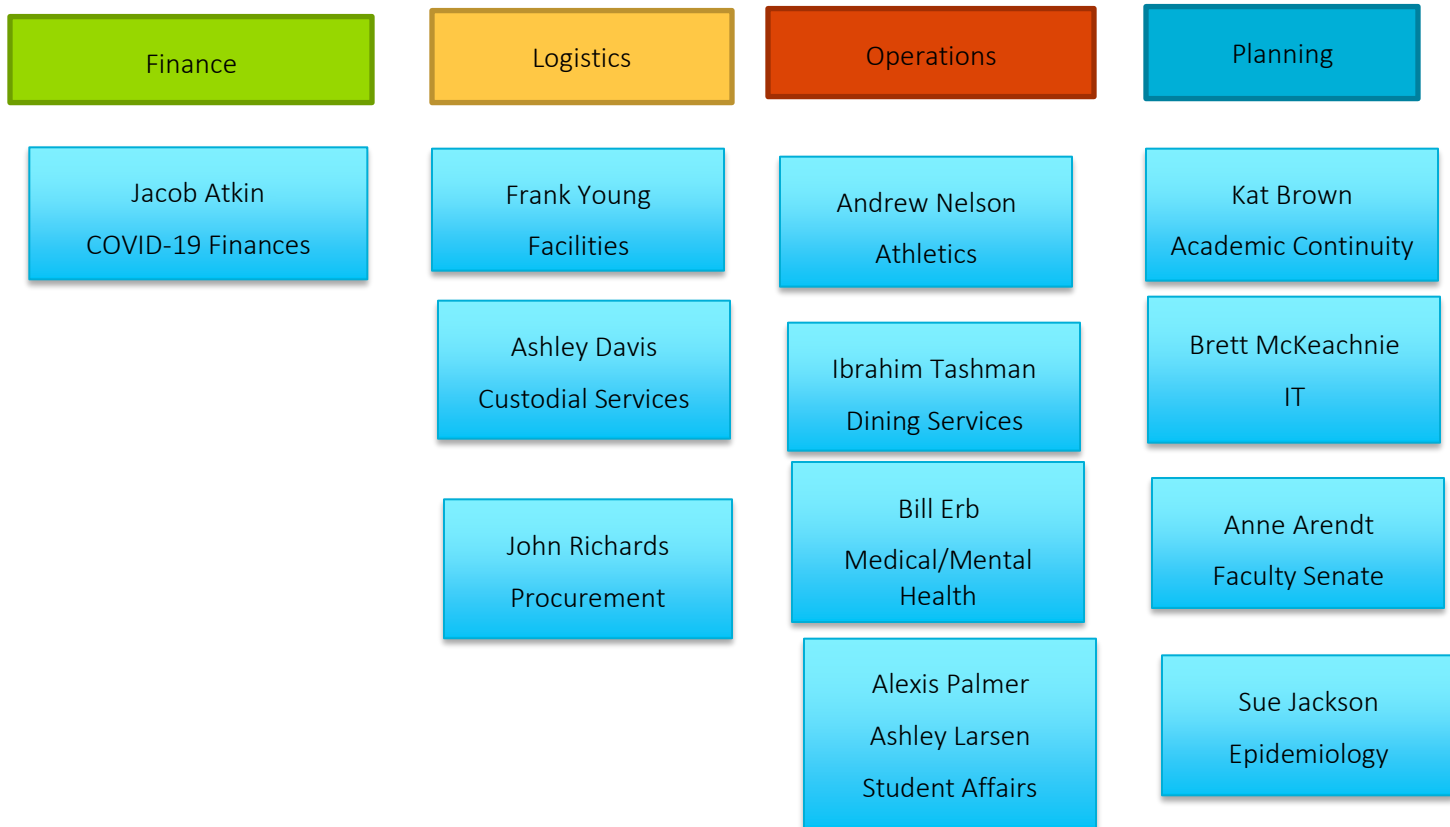 Finance
Logistics
Operations
Planning
Jacob Atkin
COVID-19 Finances
Frank Young
Facilities
Ashley Davis
Custodial Services
John Richards
Procurement
Andrew Nelson
Athletics
Ibrahim Tashman
Dining Services
Bill Erb
Medical/Mental
Health
Alexis Palmer
Ashley Larsen
Student Affairs
Kat Brown
Academic Continuity
Brett McKeachnie
IT
Anne Arendt
Faculty Senate
Sue Jackson
Epidemiology